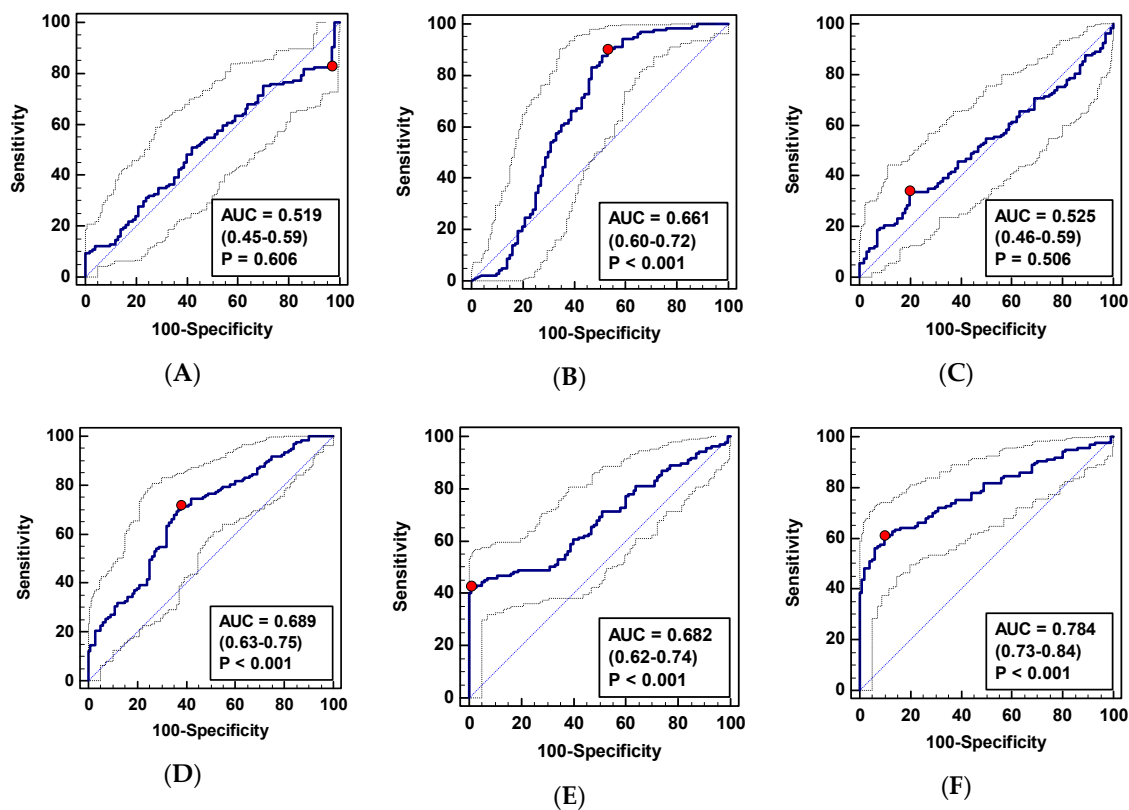 100
80
60
40
20
0
Sensitivity
AUC = 0.519
(0.45-0.59)
P = 0.606
0 20 40 60 80 100
100-Specificity
(A)
100
80
60
40
20
0
Sensitivity
AUC = 0.661
(0.60-0.72)
P < 0.001
0 20 40 60 80 100
100-Specificity
(B)
100
80
60
40
20
0
Sensitivity
AUC = 0.525
(0.46-0.59)
P = 0.506
0 20 40 60 80 100
100-Specificity
(C)
100
80
60
40
20
0
Sensitivity
AUC = 0.689
(0.63-0.75)
P < 0.001
0 20 40 60 80 100
100-Specificity
(D)
100
80
60
40
20
0
Sensitivity
AUC = 0.682
(0.62-0.74)
P < 0.001
0 20 40 60 80 100
100-Specificity
(E)
100
80
60
40
20
0
Sensitivity
AUC = 0.784
(0.73-0.84)
P < 0.001
0 20 40 60 80 100
100-Specificity
(F)